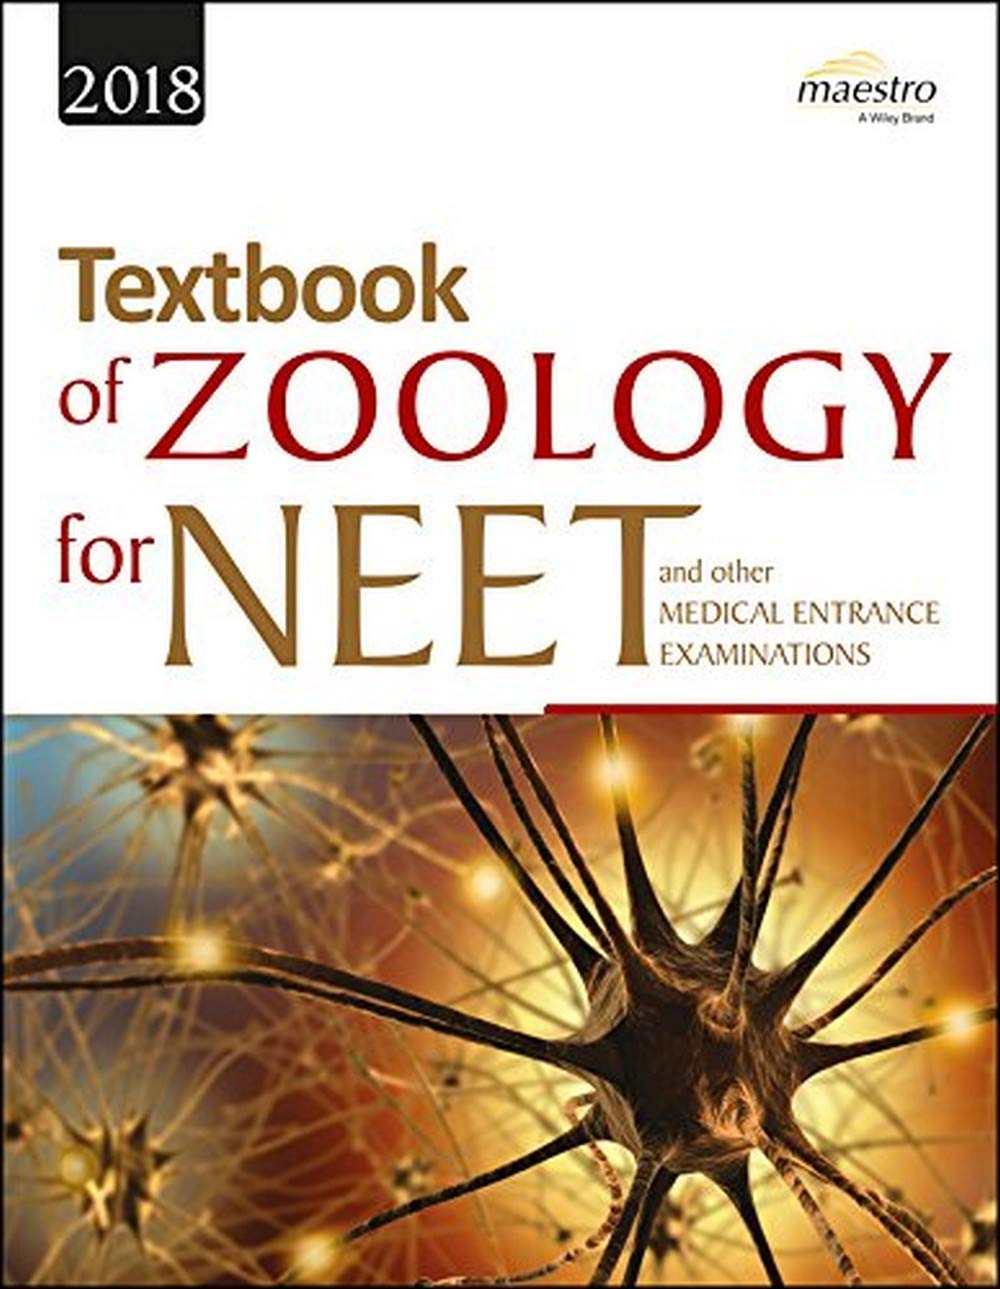 2018
maestro
A Wiley Brand
Textbook
of ZOOLOGY
for NEET
and other
MEDICAL ENTRANCE
EXAMINATIONS